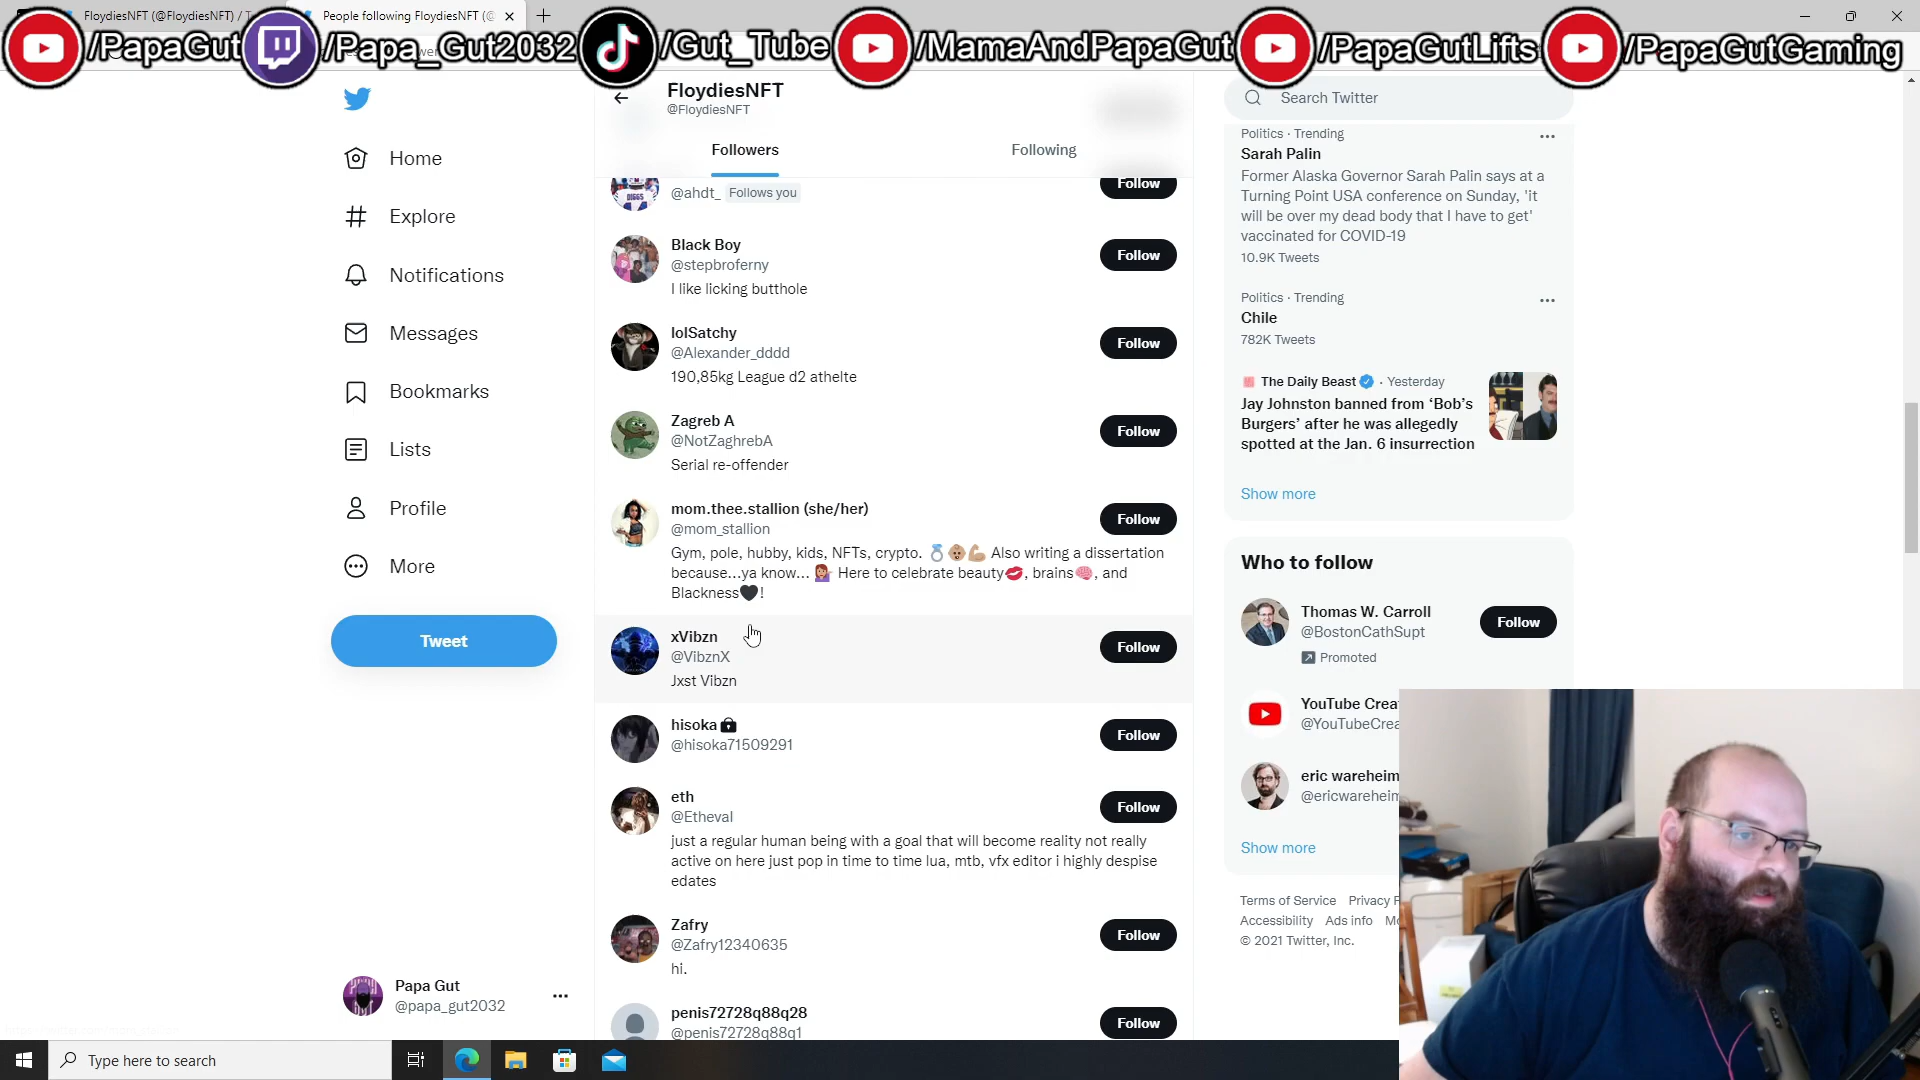 FloydiesNFT (@FloydiesNFT) / T
People following FloydiesNFT (@
/PapaGut
/Papa_Gut2032
/Gut_Tube
/MamaAndPapaGut
/PapaGutLifts
/PapaGutGaming
Home
Explore
Notifications
Messages
Bookmarks
Lists
Profile
More
Tweet
Papa Gut
@papa_gut2032
FloydiesNFT
@FloydiesNFT
Followers
Following
DIGGS
@ahdt_ Follows you
Follow
Black Boy
@stepbroferny
I like licking butthole
Follow
lolSatchy
@Alexander_dddd
190,85kg League d2 athelte
Follow
Zagreb A
@NotZaghrebA
Serial re-offender
Follow
mom.thee.stallion (she/her)
@mom_stallion
Gym, pole, hubby, kids, NFTs, crypto. 💍👶🏽💪🏼 Also writing a dissertation
because...ya know... 💁🏽‍♀️ Here to celebrate beauty💋, brains🧠, and
Blackness🖤!
Follow
xVibzn
@VibznX
Jxst Vibzn
Follow
hisoka🔒
@hisoka71509291
Follow
eth
@Etheval
just a regular human being with a goal that will become reality not really
active on here just pop in time to time lua, mtb, vfx editor i highly despise
edates
Follow
Zafry
@Zafry12340635
hi.
Follow
penis72728q88q28
@penis72728q88q1
Follow
Search Twitter
Politics · Trending
Sarah Palin
Former Alaska Governor Sarah Palin says at a
Turning Point USA conference on Sunday, 'it
will be over my dead body that I have to get'
vaccinated for COVID-19
10.9K Tweets
Politics · Trending
Chile
782K Tweets
The Daily Beast · Yesterday
Jay Johnston banned from ‘Bob’s
Burgers’ after he was allegedly
spotted at the Jan. 6 insurrection
Show more
Who to follow
Thomas W. Carroll
@BostonCathSupt
Promoted
Follow
YouTube Crea
@YouTubeCrea
eric wareheim
@ericwareheim
Show more
Terms of Service Privacy P
Accessibility Ads info Mo
© 2021 Twitter, Inc.
Type here to search